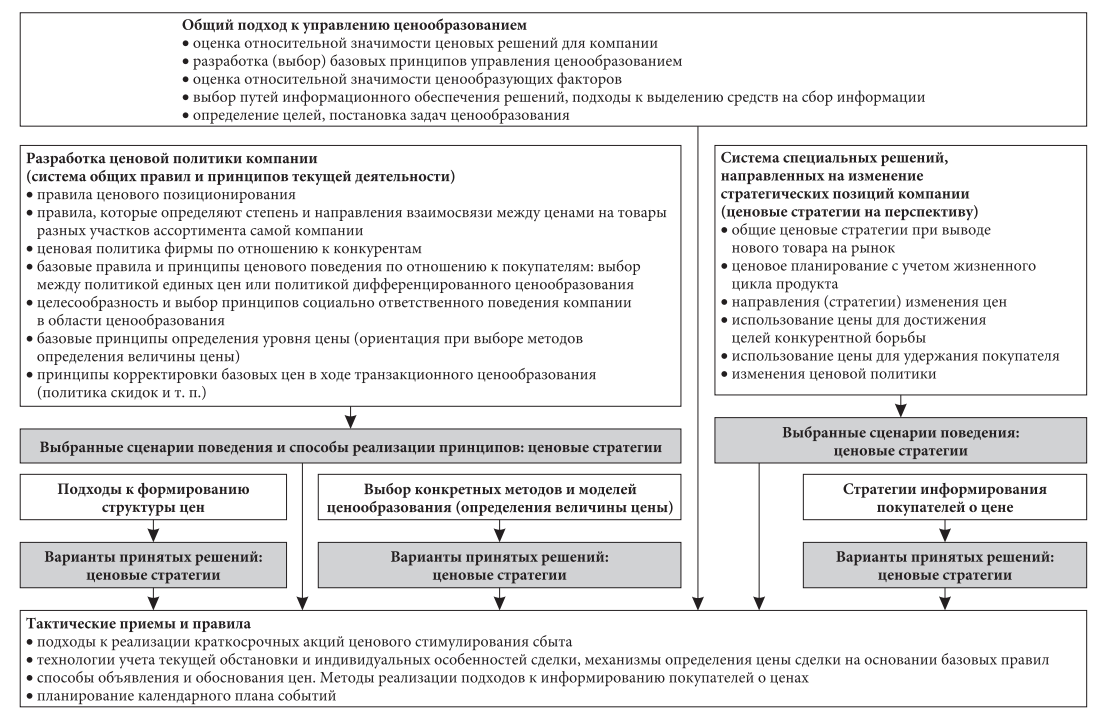 Общий подход к управлению ценообразованием
• оценка относительной значимости ценовых решений для компании
• разработка (выбор) базовых принципов управления ценообразованием
• оценка относительной значимости ценообразующих факторов
• выбор путей информационного обеспечения решений, подходы к выделению средств на сбор информации
• определение целей, постановка задач ценообразования
Разработка ценовой политики компании
(система общих правил и принципов текущей деятельности)
• правила ценового позиционирования
• правила, которые определяют степень и направления взаимосвязи между ценами на товары
разных участков ассортимента самой компании
• ценовая политика фирмы по отношению к конкурентам
• базовые правила и принципы ценового поведения по отношению к покупателям: выбор
между политикой единых цен или политикой дифференцированного ценообразования
• целесообразность и выбор принципов социально ответственного поведения компании
в области ценообразования
• базовые принципы определения уровня цены (ориентация при выборе методов
определения величины цены)
• принципы корректировки базовых цен в ходе транзакционного ценообразования
(политика скидок и т. п.)
Система специальных решений,
направленных на изменение
стратегических позиций компании
(ценовые стратегии на перспективу)
• общие ценовые стратегии при выводе
нового товара на рынок
• ценовое планирование с учетом жизненного
цикла продукта
• направления (стратегии) изменения цен
• использование цены для достижения
целей конкурентной борьбы
• использование цены для удержания покупателя
• изменения ценовой политики
Выбранные сценарии поведения и способы реализации принципов: ценовые стратегии
Выбранные сценарии поведения:
ценовые стратегии
Подходы к формированию
структуры цен
Выбор конкретных методов и моделей
ценообразования (определения величины цены)
Стратегии информирования
покупателей о цене
Варианты принятых решений:
ценовые стратегии
Варианты принятых решений:
ценовые стратегии
Варианты принятых решений:
ценовые стратегии
Тактические приемы и правила
• подходы к реализации краткосрочных акций ценового стимулирования сбыта
• технологии учета текущей обстановки и индивидуальных особенностей сделки, механизмы определения цены сделки на основании базовых правил
• способы объявления и обоснования цен. Методы реализации подходов к информированию покупателей о ценах
• планирование календарного плана событий